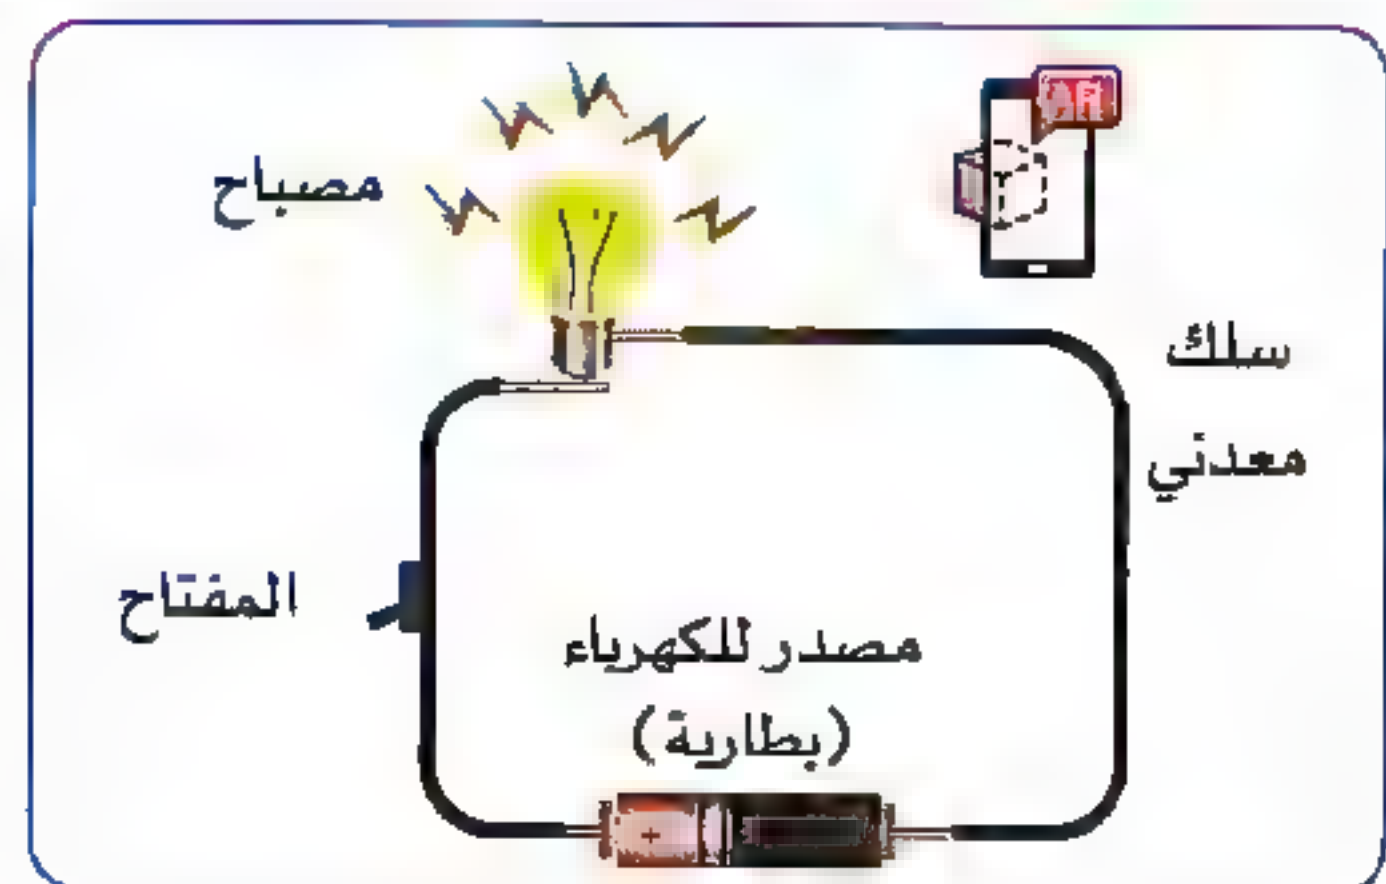 AR
مصباح
سلك
معدني
المفتاح
مصدر للكهرباء
(بطارية)
+